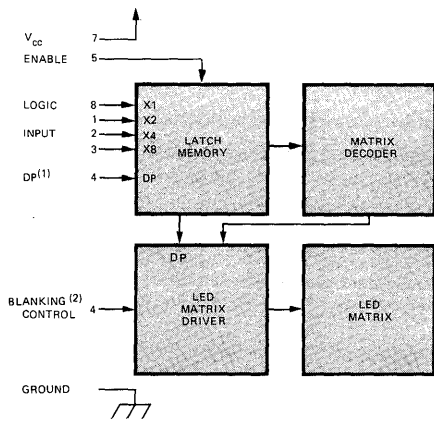 VCC 7
ENABLE 5
LOGIC 8 X1
1 X2
INPUT 2 X4
3 X8
DP(1) 4 DP
LATCH
MEMORY
MATRIX
DECODER
DP
BLANKING(2)
CONTROL 4
LED
MATRIX
DRIVER
LED
MATRIX
GROUND